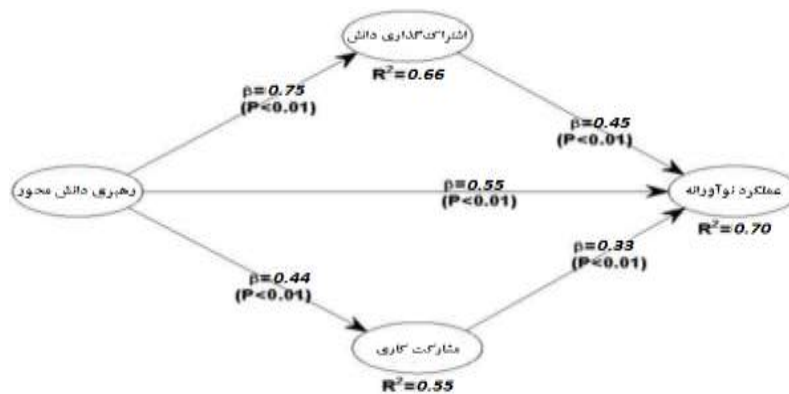 اشتراک‌گذاری دانش
R²=0.66
β=0.75
(P<0.01)
β=0.45
(P<0.01)
رهبری دانش محور
β=0.55
(P<0.01)
عملکرد نوآورانه
R²=0.70
β=0.44
(P<0.01)
β=0.33
(P<0.01)
مشارکت کاری
R²=0.55